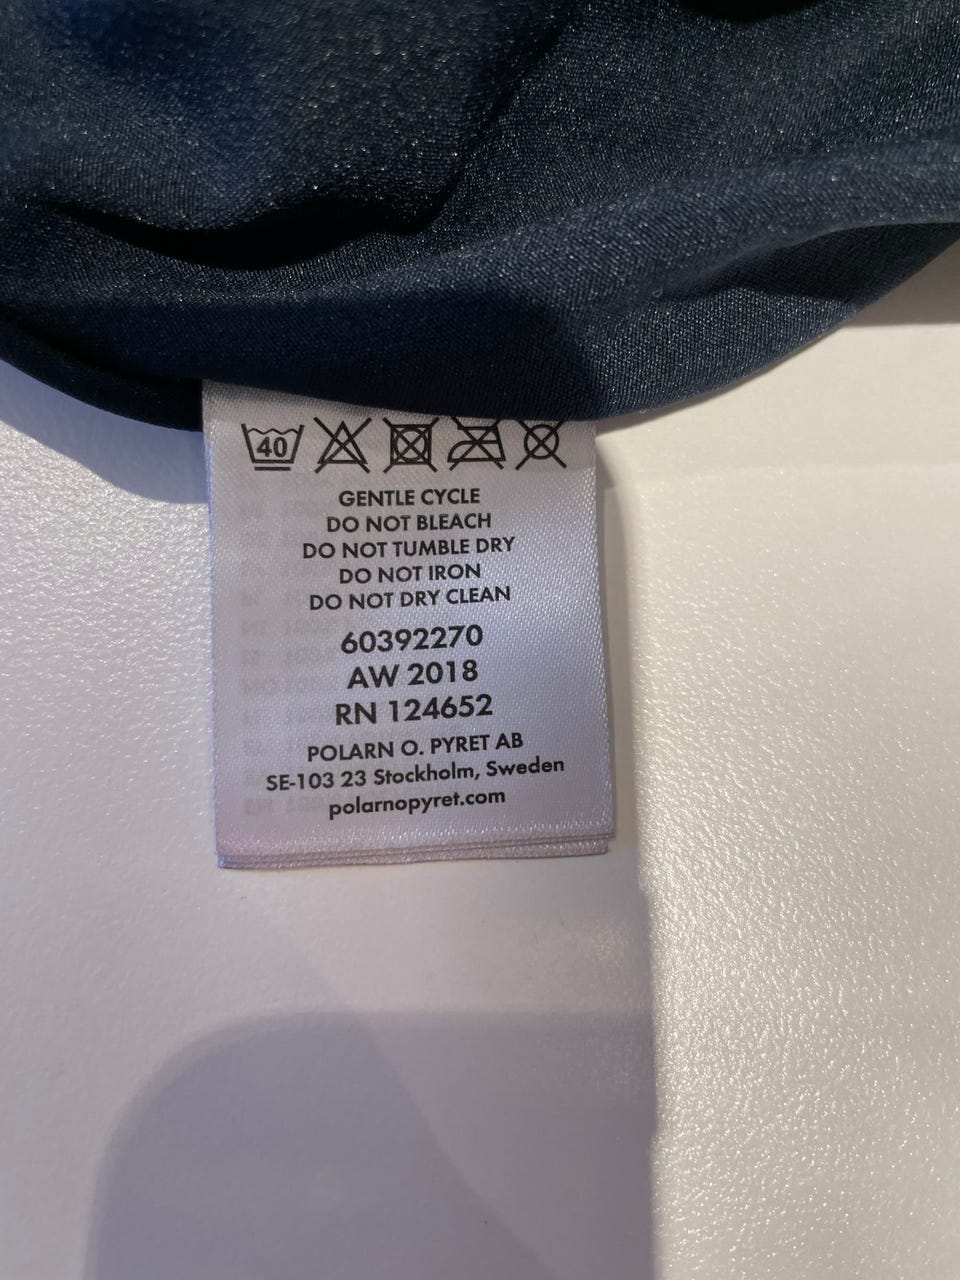 40
GENTLE CYCLE
DO NOT BLEACH
DO NOT TUMBLE DRY
DO NOT IRON
DO NOT DRY CLEAN
60392270
AW 2018
RN 124652
POLARN O. PYRET AB
SE-103 23 Stockholm, Sweden
polarnopyret.com